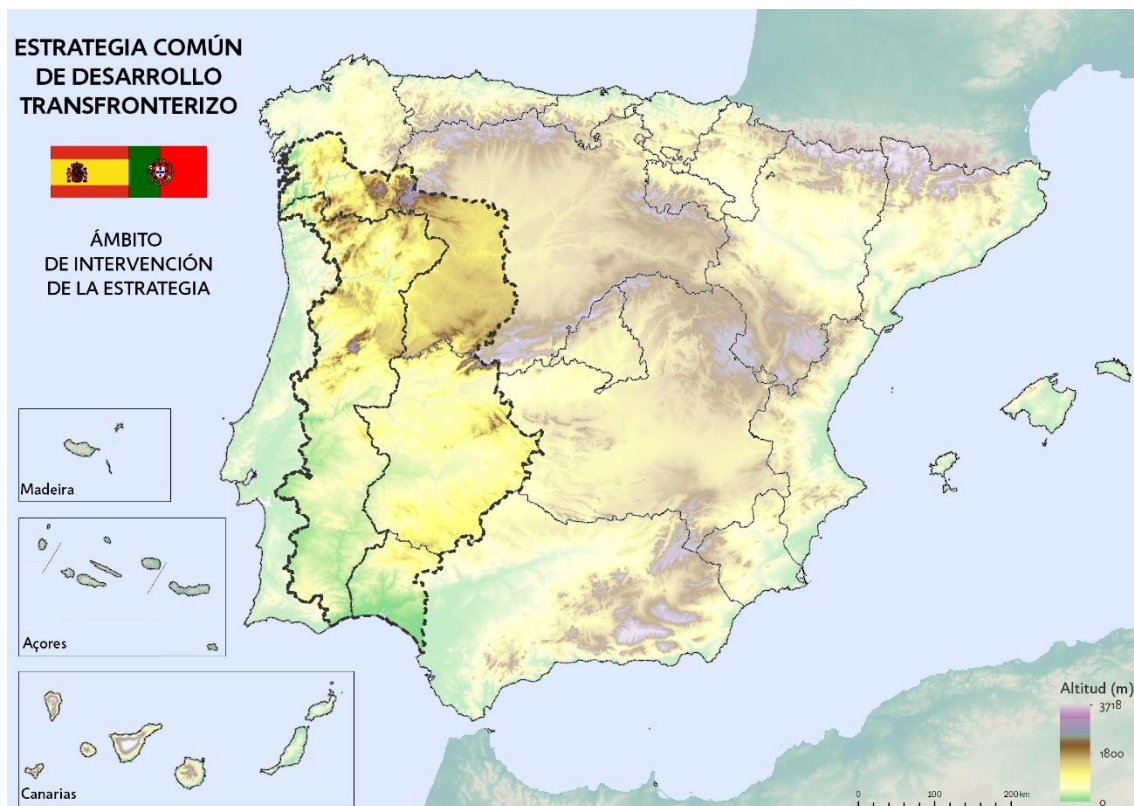 ESTRATEGIA COMÚN
DE DESARROLLO
TRANSFRONTERIZO
ÁMBITO
DE INTERVENCIÓN
DE LA ESTRATEGIA
Madeira
Açores
Canarias
Altitud (m)
3718
1800
0
0 100 200 km